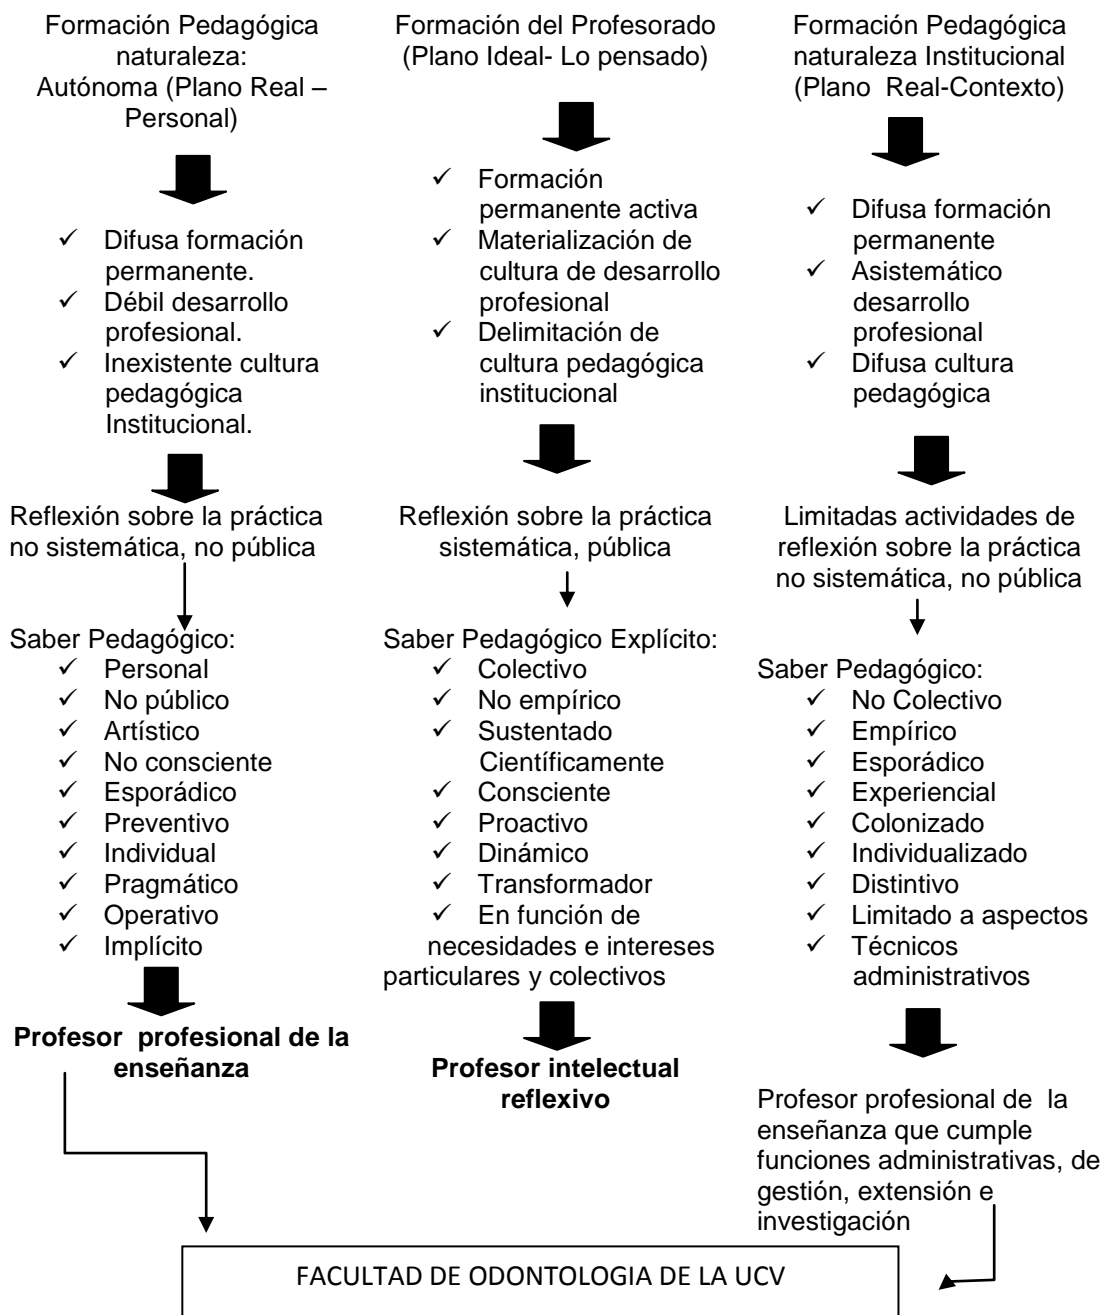 Formación Pedagógica
naturaleza:
Autónoma (Plano Real –
Personal)
✓ Difusa formación
permanente.
✓ Débil desarrollo
profesional.
✓ Inexistente cultura
pedagógica
Institucional.
Reflexión sobre la práctica
no sistemática, no pública
Saber Pedagógico:
✓ Personal
✓ No público
✓ Artístico
✓ No consciente
✓ Esporádico
✓ Preventivo
✓ Individual
✓ Pragmático
✓ Operativo
✓ Implícito
Profesor profesional de la
enseñanza
Formación del Profesorado
(Plano Ideal- Lo pensado)
✓ Formación
permanente activa
✓ Materialización de
cultura de desarrollo
profesional
✓ Delimitación de
cultura pedagógica
institucional
Reflexión sobre la práctica
sistemática, pública
Saber Pedagógico Explícito:
✓ Colectivo
✓ No empírico
✓ Sustentado
Científicamente
✓ Consciente
✓ Proactivo
✓ Dinámico
✓ Transformador
✓ En función de
necesidades e intereses
particulares y colectivos
Profesor intelectual
reflexivo
Formación Pedagógica
naturaleza Institucional
(Plano Real-Contexto)
✓ Difusa formación
permanente
✓ Asistemático
desarrollo
profesional
✓ Difusa cultura
pedagógica
Limitadas actividades de
reflexión sobre la práctica
no sistemática, no pública
Saber Pedagógico:
✓ No Colectivo
✓ Empírico
✓ Esporádico
✓ Experiencial
✓ Colonizado
✓ Individualizado
✓ Distintivo
✓ Limitado a aspectos
✓ Técnicos
administrativos
Profesor profesional de la
enseñanza que cumple
funciones administrativas, de
gestión, extensión e
investigación
FACULTAD DE ODONTOLOGIA DE LA UCV